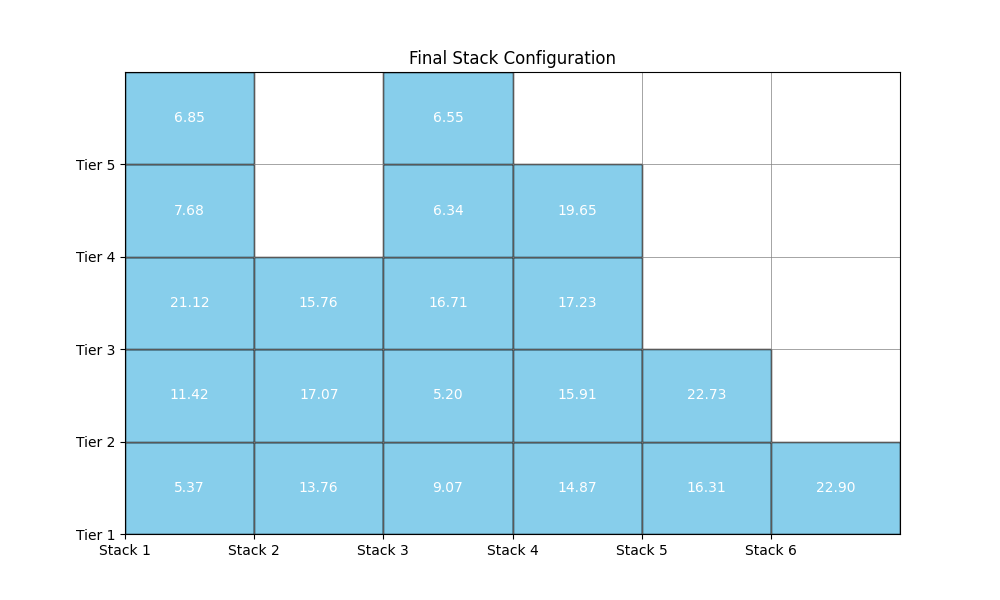 Final Stack Configuration
6.85 6.55
Tier 5
7.68 6.34 19.65
Tier 4
21.12 15.76 16.71 17.23
Tier 3
11.42 17.07 5.20 15.91 22.73
Tier 2
5.37 13.76 9.07 14.87 16.31 22.90
Tier 1
Stack 1 Stack 2 Stack 3 Stack 4 Stack 5 Stack 6